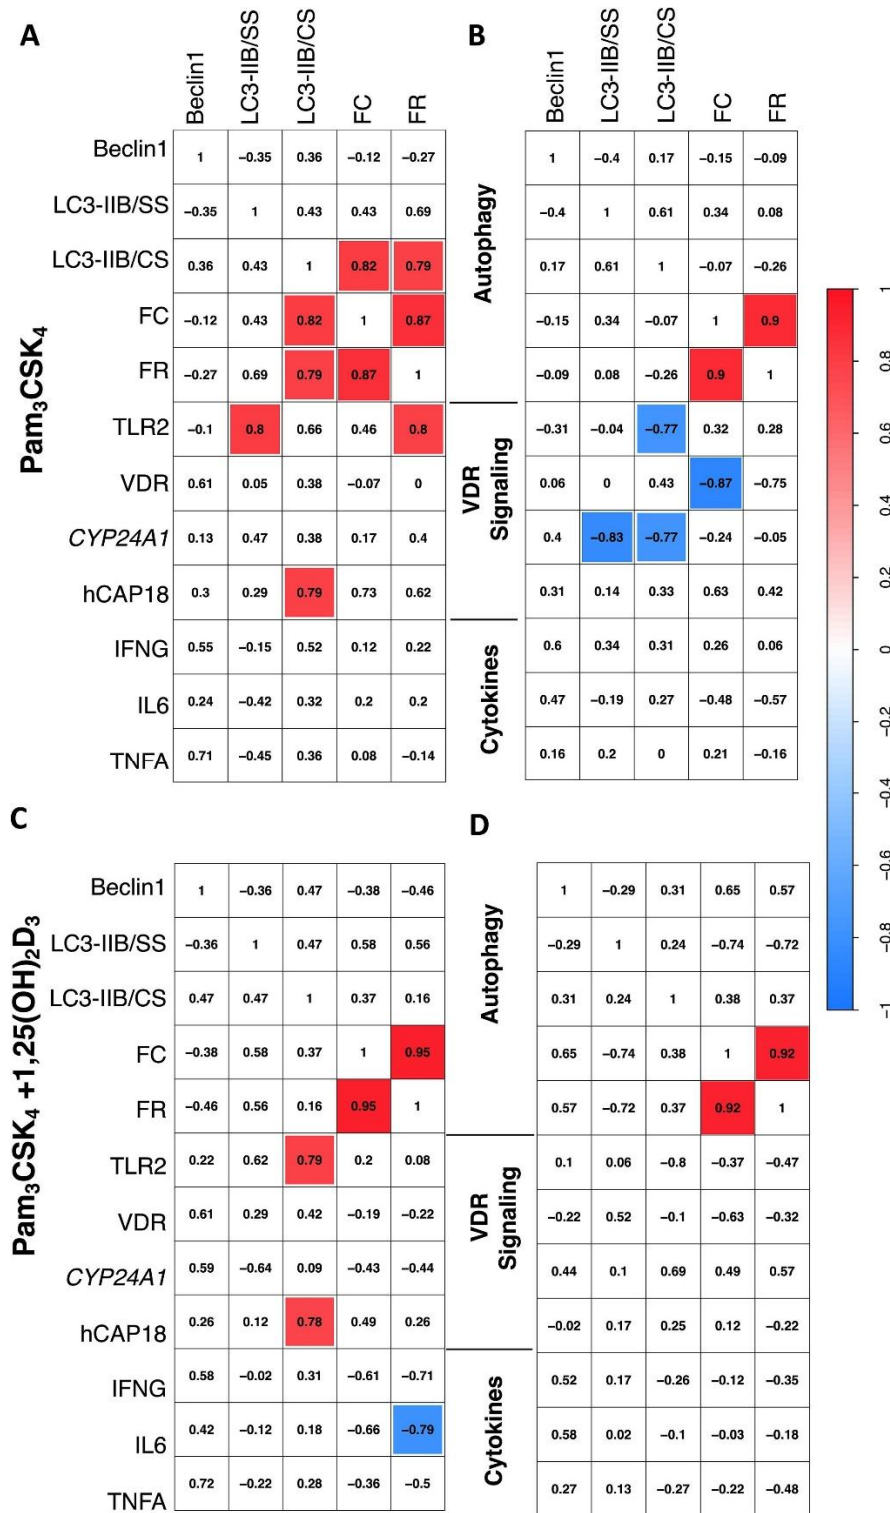 A
Beclin1 LC3-IIB/SS LC3-IIB/CS FC FR
Pam₃CSK₄
Beclin1 1 −0.35 0.36 −0.12 −0.27
LC3-IIB/SS −0.35 1 0.43 0.43 0.69
LC3-IIB/CS 0.36 0.43 1 0.82 0.79
FC −0.12 0.43 0.82 1 0.87
FR −0.27 0.69 0.79 0.87 1
TLR2 −0.1 0.8 0.66 0.46 0.8
VDR 0.61 0.05 0.38 −0.07 0
CYP24A1 0.13 0.47 0.38 0.17 0.4
hCAP18 0.3 0.29 0.79 0.73 0.62
IFNG 0.55 −0.15 0.52 0.12 0.22
IL6 0.24 −0.42 0.32 0.2 0.2
TNFA 0.71 −0.45 0.36 0.08 −0.14
B
Beclin1 LC3-IIB/SS LC3-IIB/CS FC FR
Autophagy
1 −0.4 0.17 −0.15 −0.09
−0.4 1 0.61 0.34 0.08
0.17 0.61 1 −0.07 −0.26
−0.15 0.34 −0.07 1 0.9
−0.09 0.08 −0.26 0.9 1
VDR
Signaling
−0.31 −0.04 −0.77 0.32 0.28
0.06 0 0.43 −0.87 −0.75
0.4 −0.83 −0.77 −0.24 −0.05
0.31 0.14 0.33 0.63 0.42
Cytokines
0.6 0.34 0.31 0.26 0.06
0.47 −0.19 0.27 −0.48 −0.57
0.16 0.2 0 0.21 −0.16
1
0.8
0.6
0.4
0.2
0
−0.2
−0.4
−0.6
−0.8
−1
C
Pam₃CSK₄ +1,25(OH)₂D₃
Beclin1 1 −0.36 0.47 −0.38 −0.46
LC3-IIB/SS −0.36 1 0.47 0.58 0.56
LC3-IIB/CS 0.47 0.47 1 0.37 0.16
FC −0.38 0.58 0.37 1 0.95
FR −0.46 0.56 0.16 0.95 1
TLR2 0.22 0.62 0.79 0.2 0.08
VDR 0.61 0.29 0.42 −0.19 −0.22
CYP24A1 0.59 −0.64 0.09 −0.43 −0.44
hCAP18 0.26 0.12 0.78 0.49 0.26
IFNG 0.58 −0.02 0.31 −0.61 −0.71
IL6 0.42 −0.12 0.18 −0.66 −0.79
TNFA 0.72 −0.22 0.28 −0.36 −0.5
D
Autophagy
1 −0.29 0.31 0.65 0.57
−0.29 1 0.24 −0.74 −0.72
0.31 0.24 1 0.38 0.37
0.65 −0.74 0.38 1 0.92
0.57 −0.72 0.37 0.92 1
VDR
Signaling
0.1 0.06 −0.8 −0.37 −0.47
−0.22 0.52 −0.1 −0.63 −0.32
0.44 0.1 0.69 0.49 0.57
−0.02 0.17 0.25 0.12 −0.22
Cytokines
0.52 0.17 −0.26 −0.12 −0.35
0.58 0.02 −0.1 −0.03 −0.18
0.27 0.13 −0.27 −0.22 −0.48